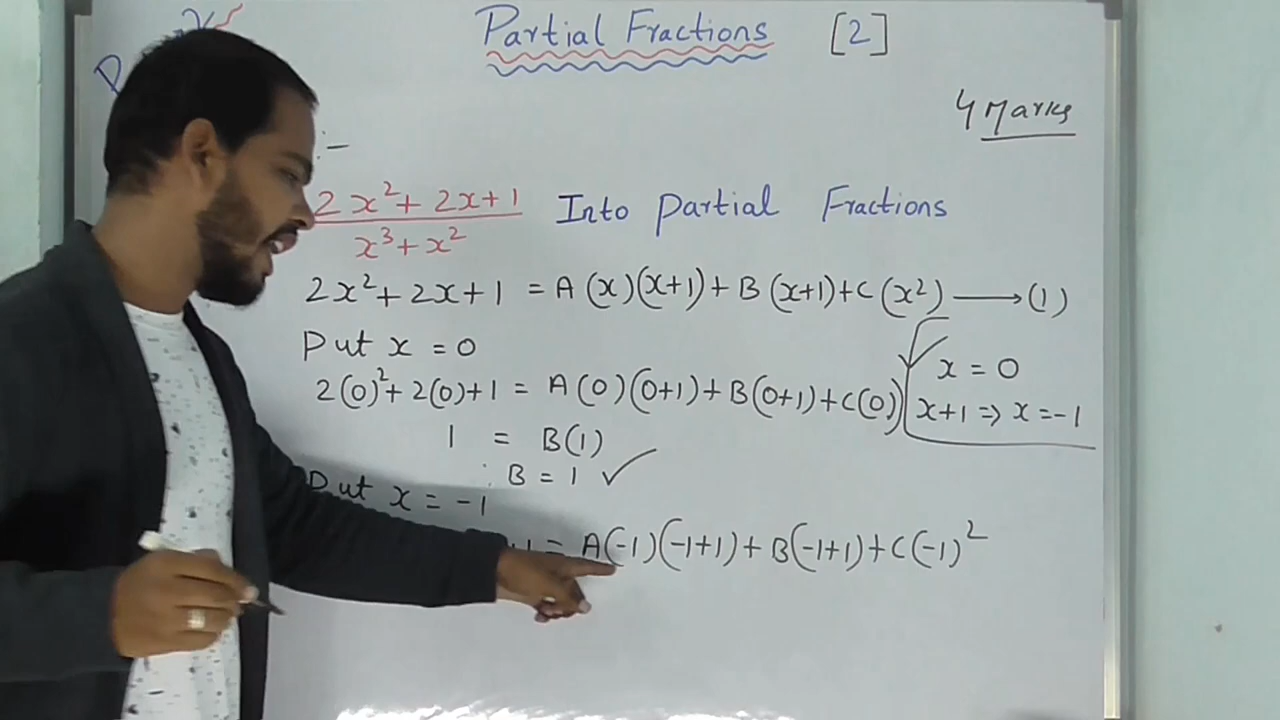 Partial Fractions [2]
4 Marks
:-
2x²+2x+1
x³+x²
Into Partial Fractions
2x²+2x+1 = A(x)(x+1)+B(x+1)+C(x²) ⟶(1)
Put x = 0
x = 0
2(0)²+2(0)+1 = A(0)(0+1)+B(0+1)+C(0)
x+1 ⇒ x=-1
1 = B(1)
B = 1 ✓
Put x = -1
= A(-1)(-1+1)+B(-1+1)+C(-1)²